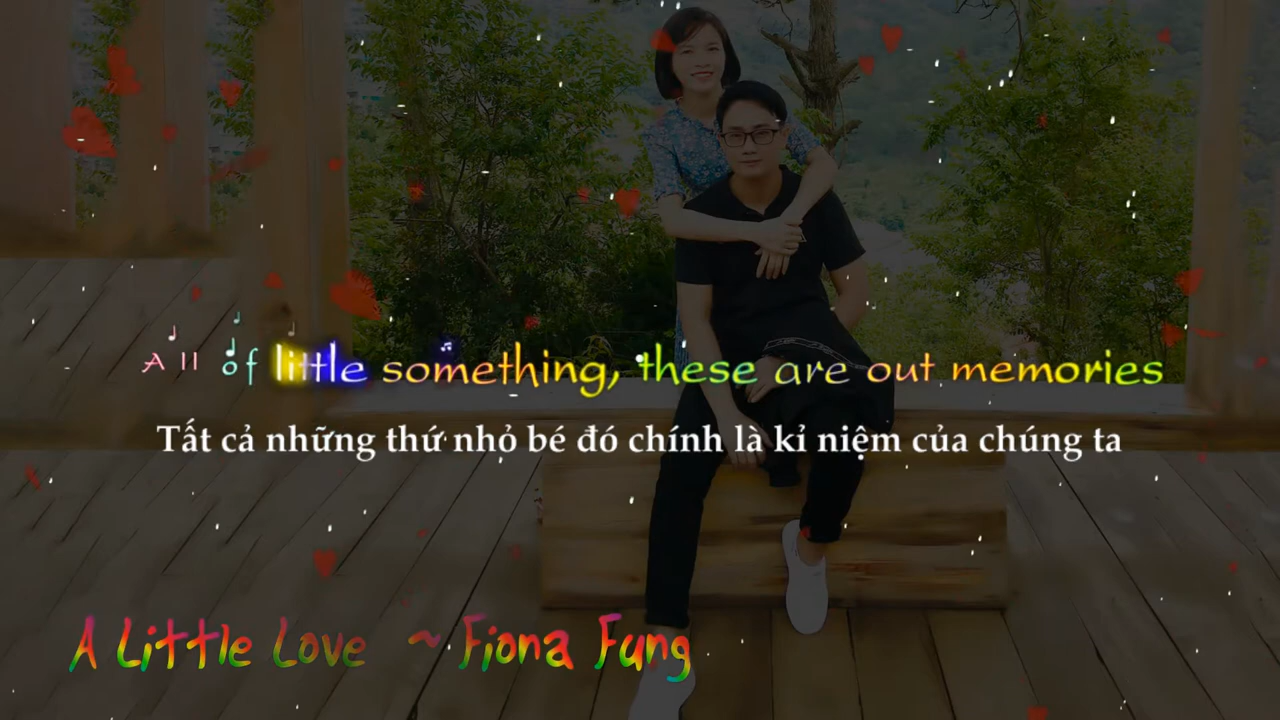 All of little something, these are out memories
Tất cả những thứ nhỏ bé đó chính là kỉ niệm của chúng ta
A Little Love ~ Fiona Fung